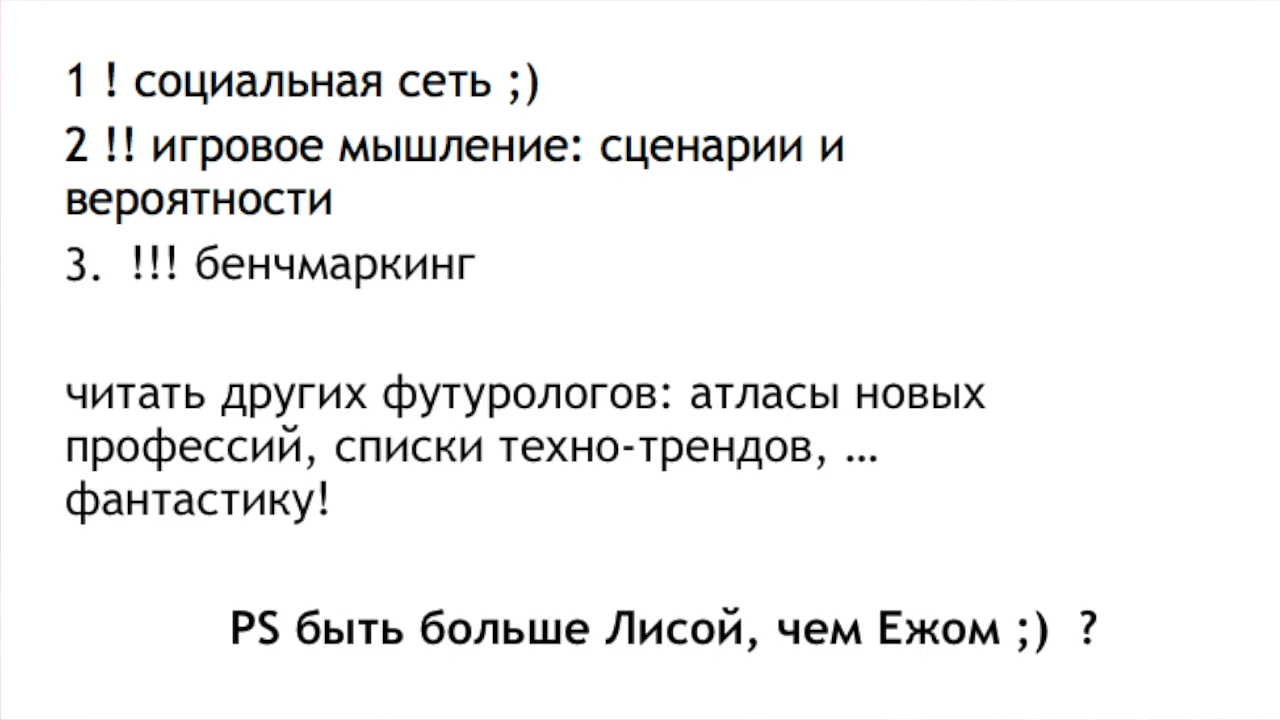 1 ! социальная сеть ;)
2 !! игровое мышление: сценарии и
вероятности
3. !!! бенчмаркинг
читать других футурологов: атласы новых
профессий, списки техно-трендов, …
фантастику!
PS быть больше Лисой, чем Ежом ;) ?